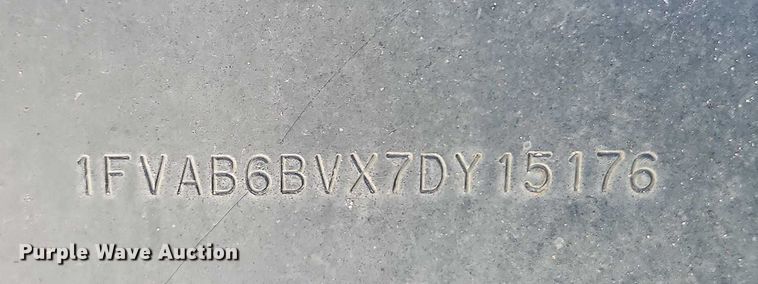 1FVAB6BVX7DY15176
Purple Wave Auction